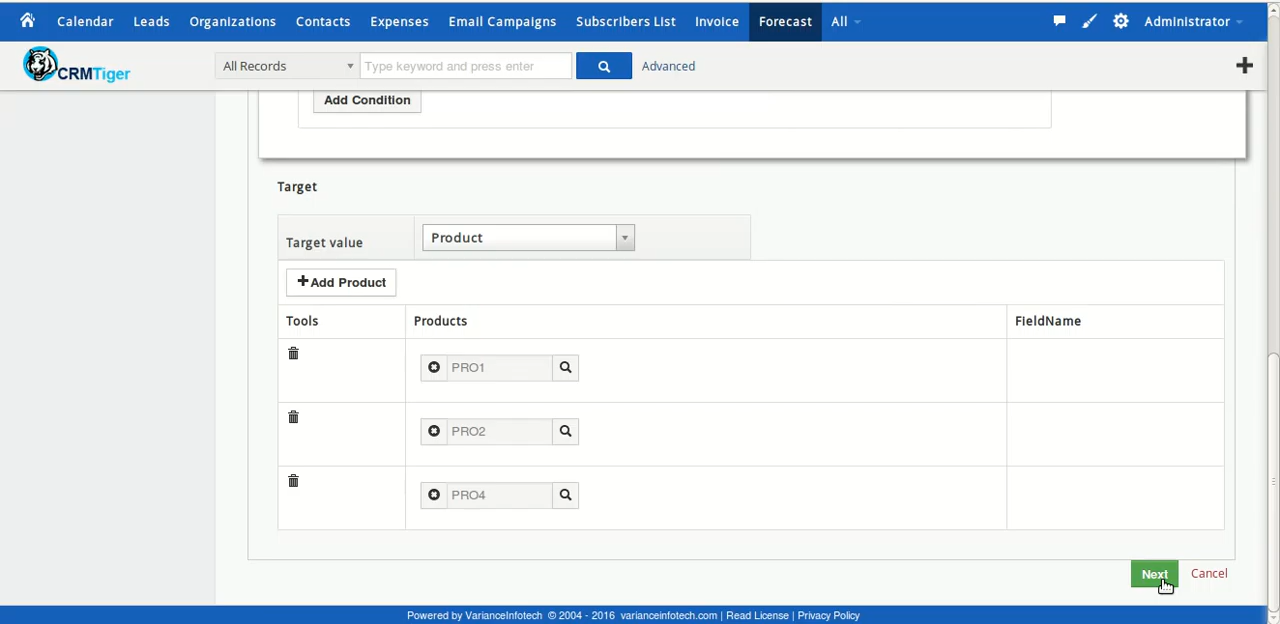 Calendar Leads Organizations Contacts Expenses Email Campaigns Subscribers List Invoice Forecast All Administrator
CRMTiger All Records Type keyword and press enter Advanced
Add Condition
Target
Target value Product
Add Product
Tools Products FieldName
PRO1
PRO2
PRO4
Next Cancel
Powered by VarianceInfotech © 2004 - 2016 varianceinfotech.com | Read License | Privacy Policy